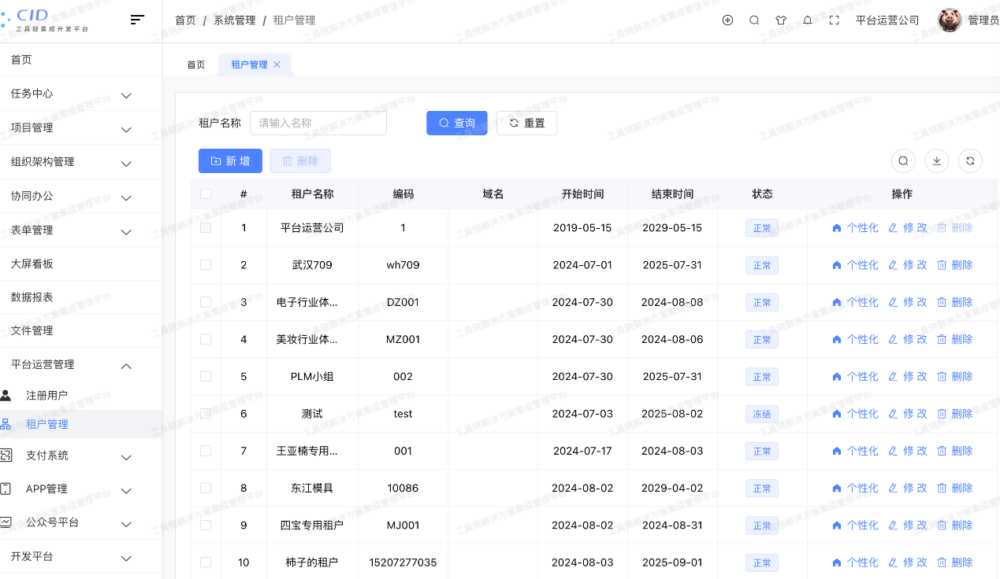 CID
工具链集成开发平台
首页 / 系统管理 / 租户管理
平台运营公司
管理员
首页
任务中心
项目管理
组织架构管理
协同办公
表单管理
大屏看板
数据报表
文件管理
平台运营管理
注册用户
租户管理
支付系统
APP管理
公众号平台
开发平台
首页 租户管理
租户名称 请输入名称 查询 重置
新 增 删除
# 租户名称 编码 域名 开始时间 结束时间 状态 操作
1 平台运营公司 1 2019-05-15 2029-05-15 正常 个性化 修 改 删除
2 武汉709 wh709 2024-07-01 2025-07-31 正常 个性化 修 改 删除
3 电子行业体... DZ001 2024-07-30 2024-08-08 正常 个性化 修 改 删除
4 美妆行业体... MZ001 2024-07-30 2024-08-06 正常 个性化 修 改 删除
5 PLM小组 002 2024-07-30 2025-07-31 正常 个性化 修 改 删除
6 测试 test 2024-07-03 2025-08-02 冻结 个性化 修 改 删除
7 王亚楠专用... 001 2024-07-17 2024-08-03 正常 个性化 修 改 删除
8 东江模具 10086 2024-08-02 2029-04-02 正常 个性化 修 改 删除
9 四宝专用租户 MJ001 2024-08-02 2024-08-31 正常 个性化 修 改 删除
10 柿子的租户 15207277035 2024-08-03 2025-09-01 正常 个性化 修 改 删除
工具链解决方案集成管理平台